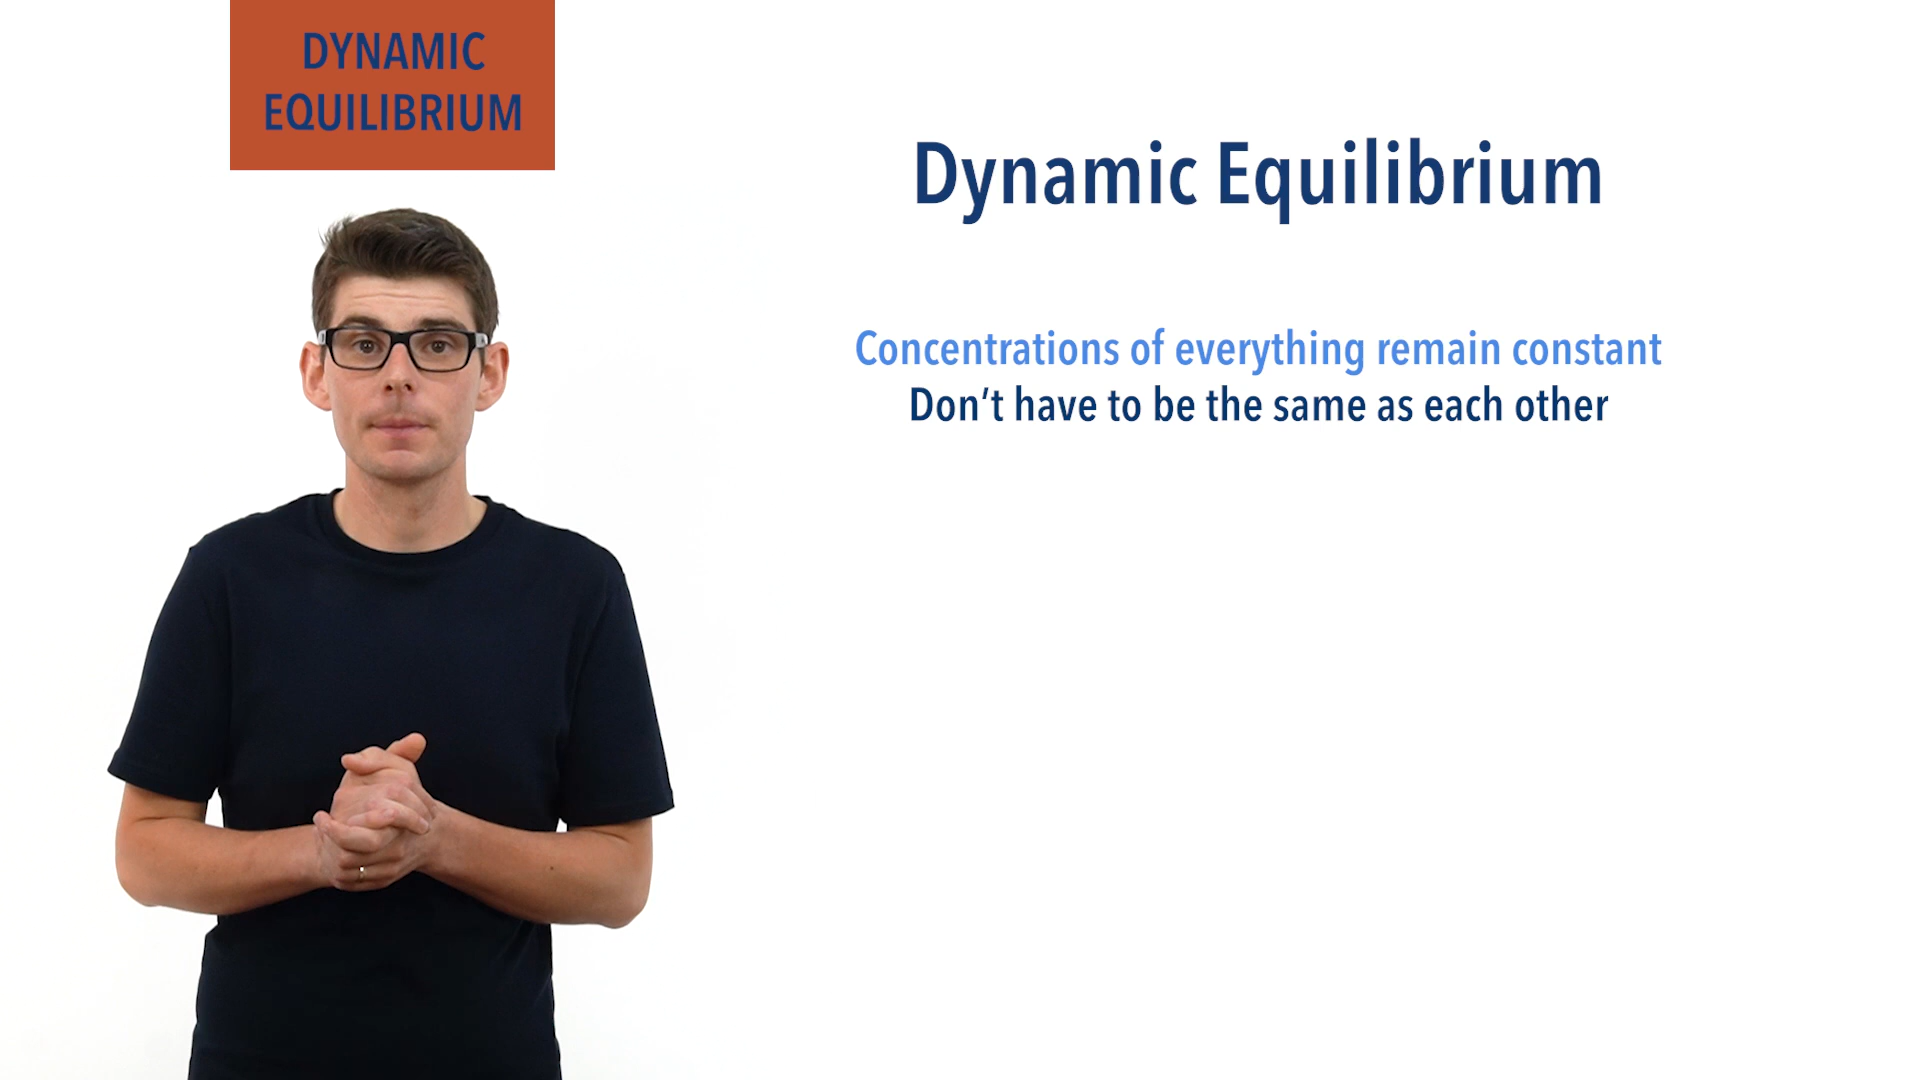 DYNAMIC
EQUILIBRIUM
Dynamic Equilibrium
Concentrations of everything remain constant
Don't have to be the same as each other